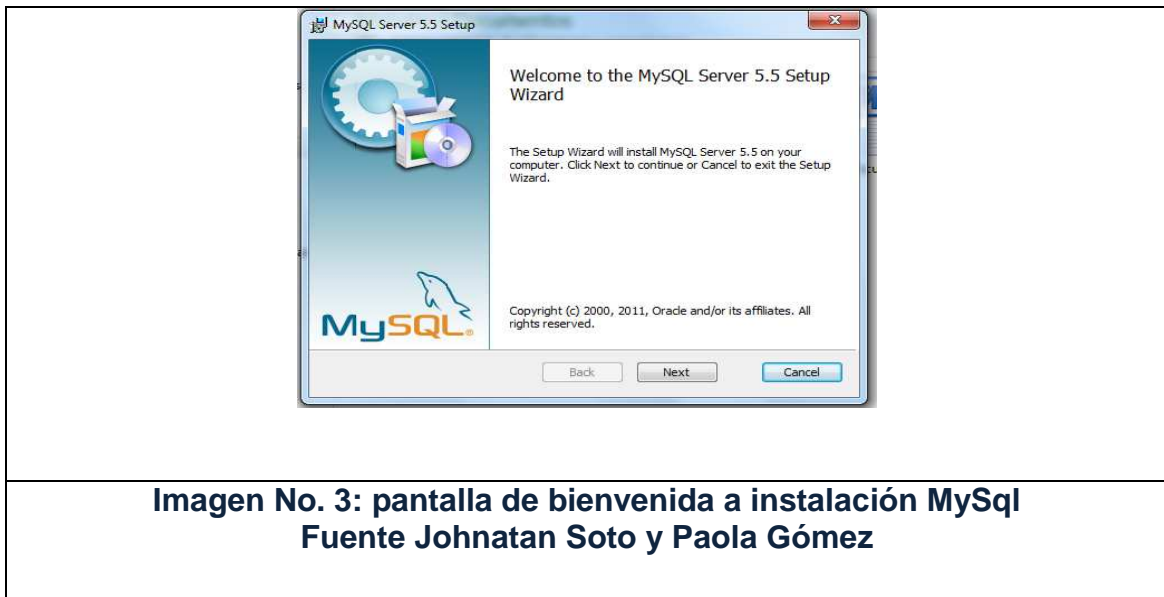 MySQL Server 5.5 Setup
Welcome to the MySQL Server 5.5 Setup
Wizard
The Setup Wizard will install MySQL Server 5.5 on your
computer. Click Next to continue or Cancel to exit the Setup
Wizard.
MySQL®
Copyright (c) 2000, 2011, Oracle and/or its affiliates. All
rights reserved.
Back Next Cancel
Imagen No. 3: pantalla de bienvenida a instalación MySql
Fuente Johnatan Soto y Paola Gómez